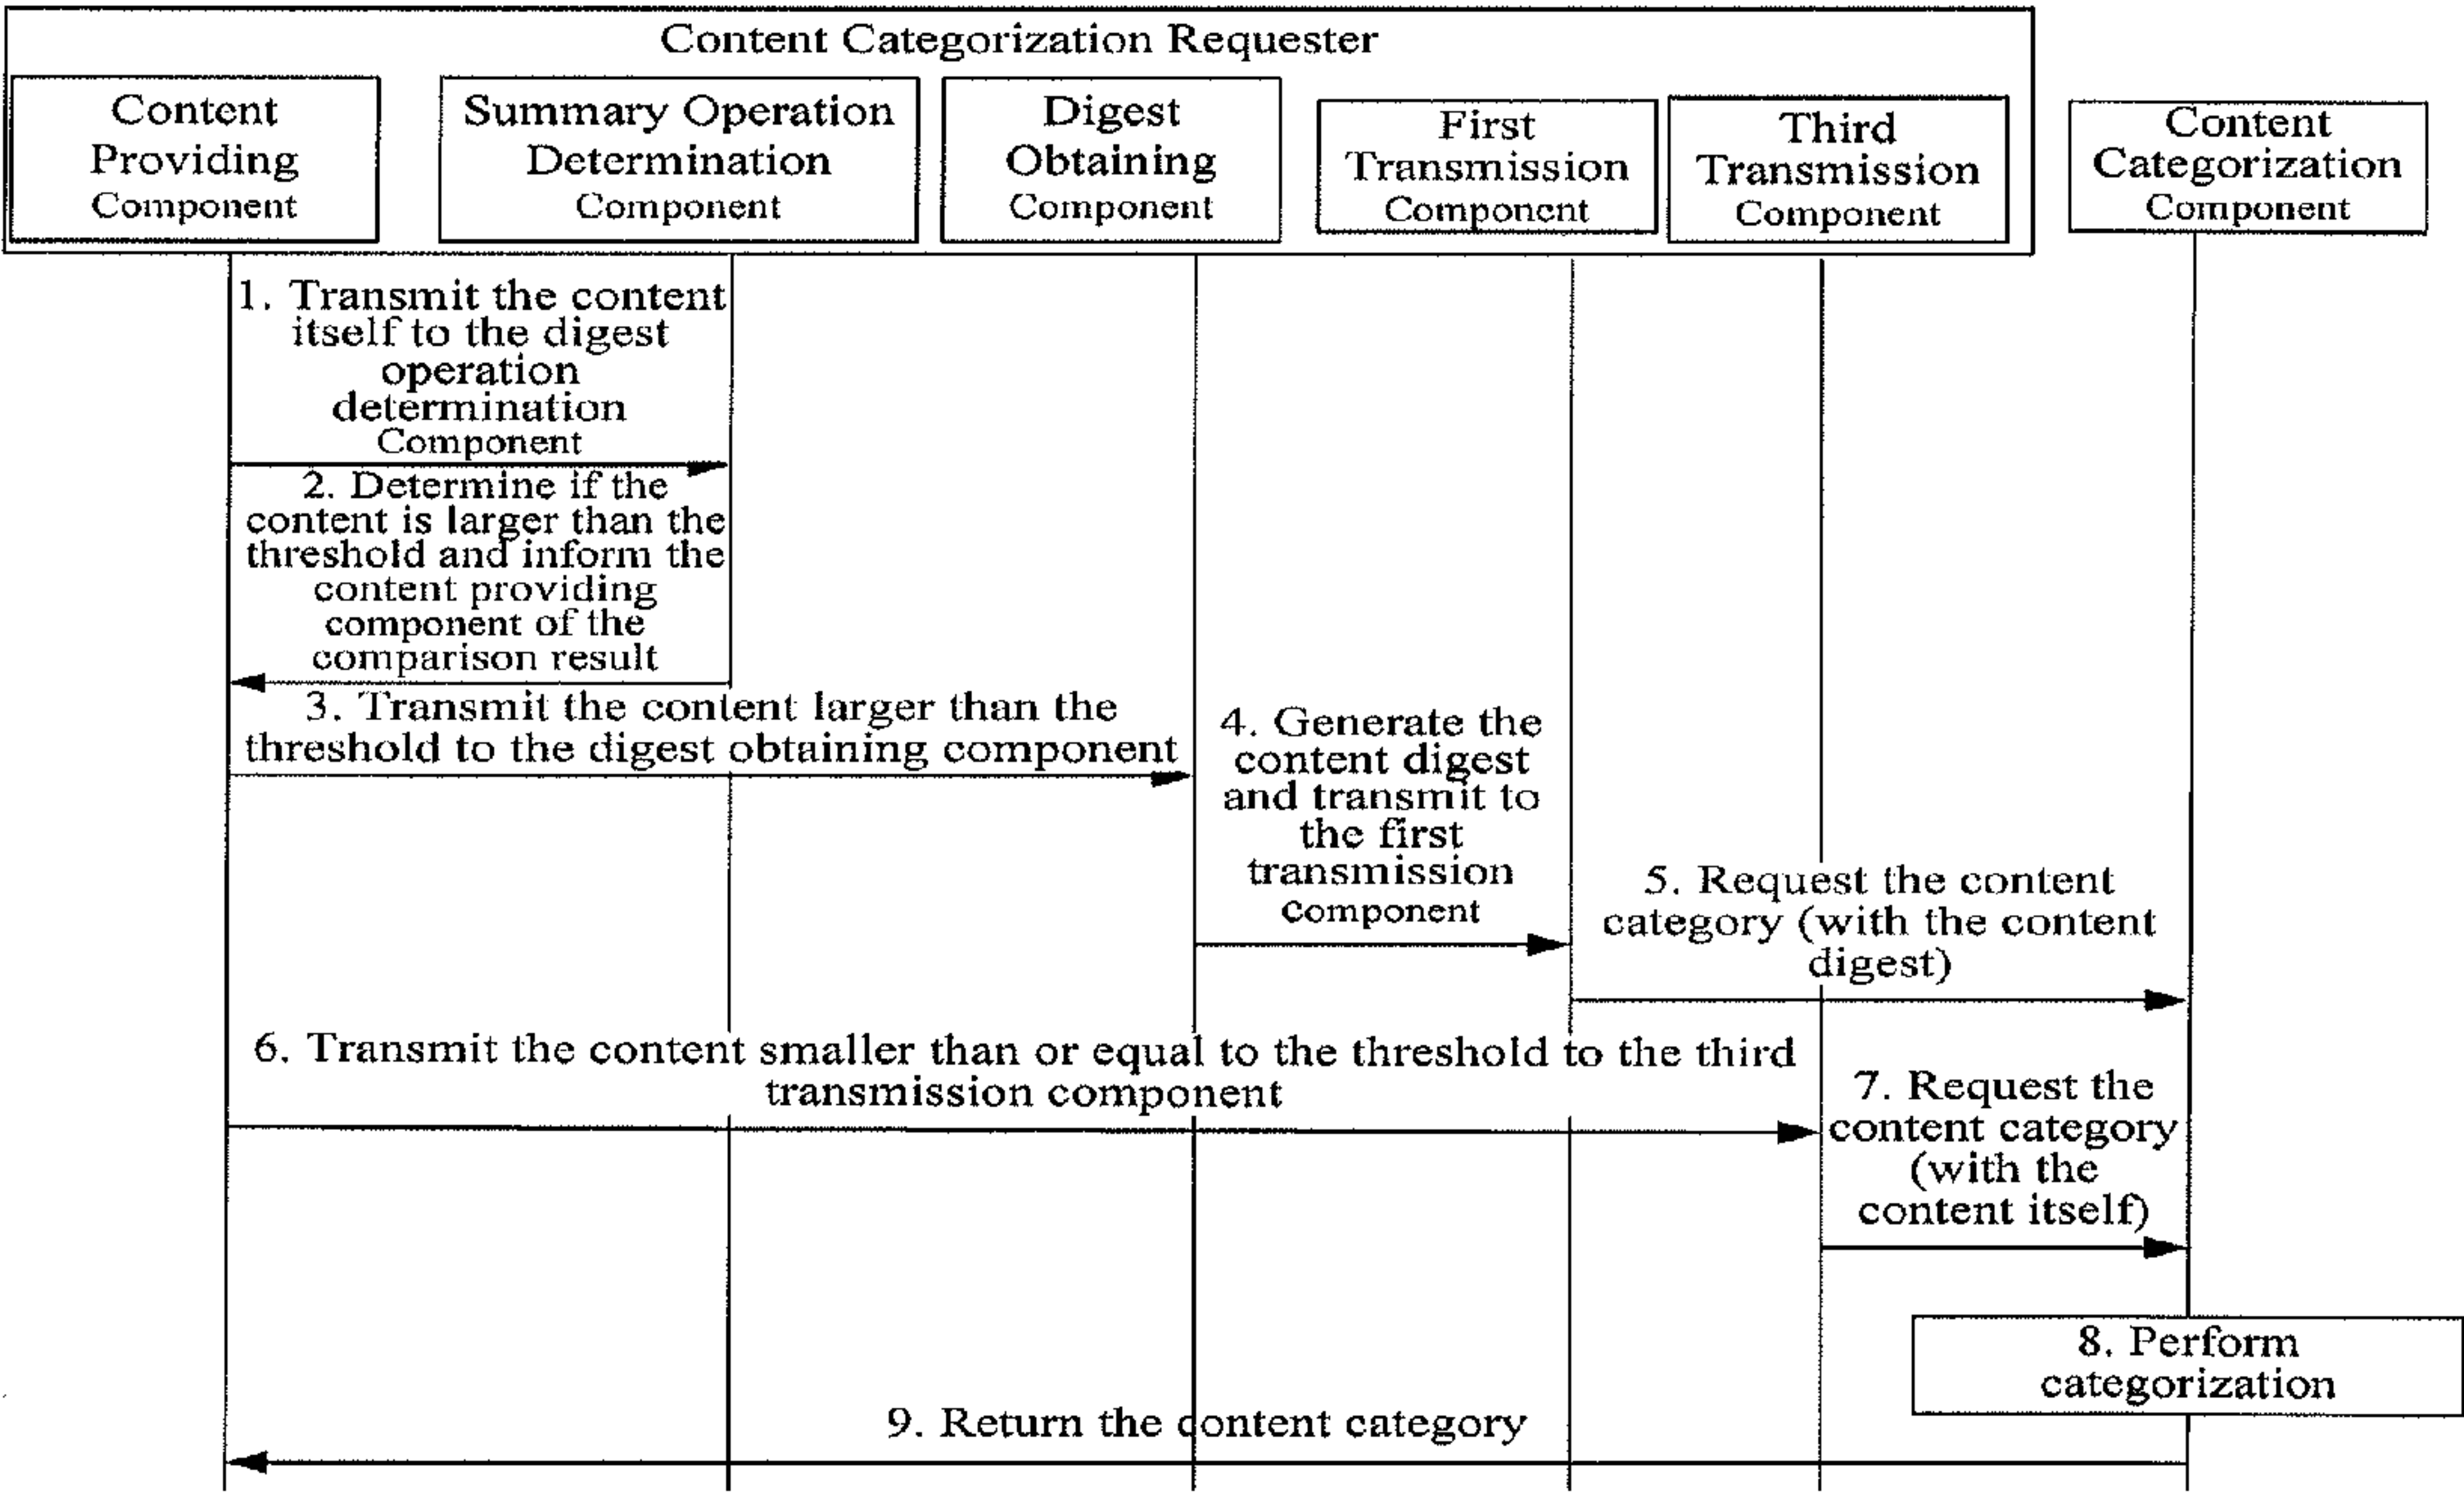 Content Categorization Requester
Content
Providing
Component
Summary Operation
Determination
Component
Digest
Obtaining
Component
First
Transmission
Component
Third
Transmission
Component
Content
Categorization
Component
1. Transmit the content
itself to the digest
operation
determination
Component
2. Determine if the
content is larger than the
threshold and inform the
content providing
component of the
comparison result
3. Transmit the content larger than the
threshold to the digest obtaining component
4. Generate the
content digest
and transmit to
the first
transmission
component
5. Request the content
category (with the content
digest)
6. Transmit the content smaller than or equal to the threshold to the third
transmission component
7. Request the
content category
(with the
content itself)
8. Perform
categorization
9. Return the content category